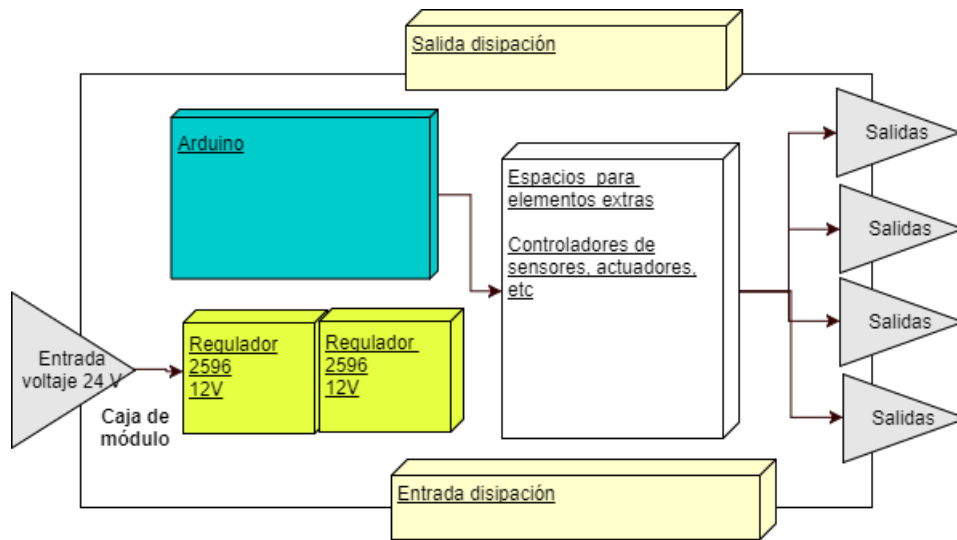 Salida disipación
Arduino
Salidas
Espacios para
elementos extras
Controladores de
sensores, actuadores,
etc
Salidas
Salidas
Salidas
Entrada
voltaje 24 V
Regulador
2596
12V
Regulador
2596
12V
Caja de
módulo
Entrada disipación